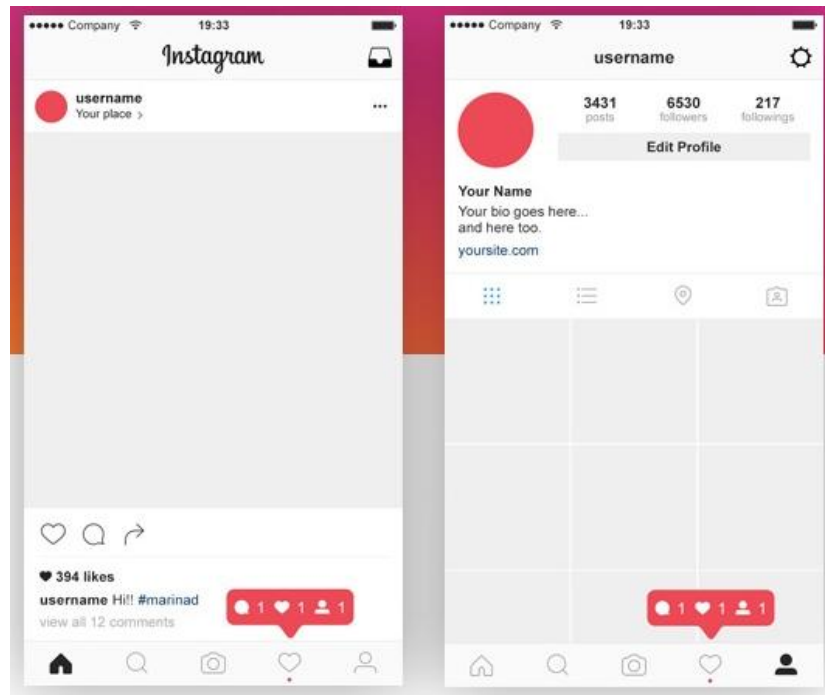 Company 19:33
Instagram
username
Your place >
394 likes
username Hi!! #marinad
view all 12 comments
1 1 1
Company 19:33
username
3431 6530 217
posts followers followings
Edit Profile
Your Name
Your bio goes here...
and here too.
yoursite.com
1 1 1